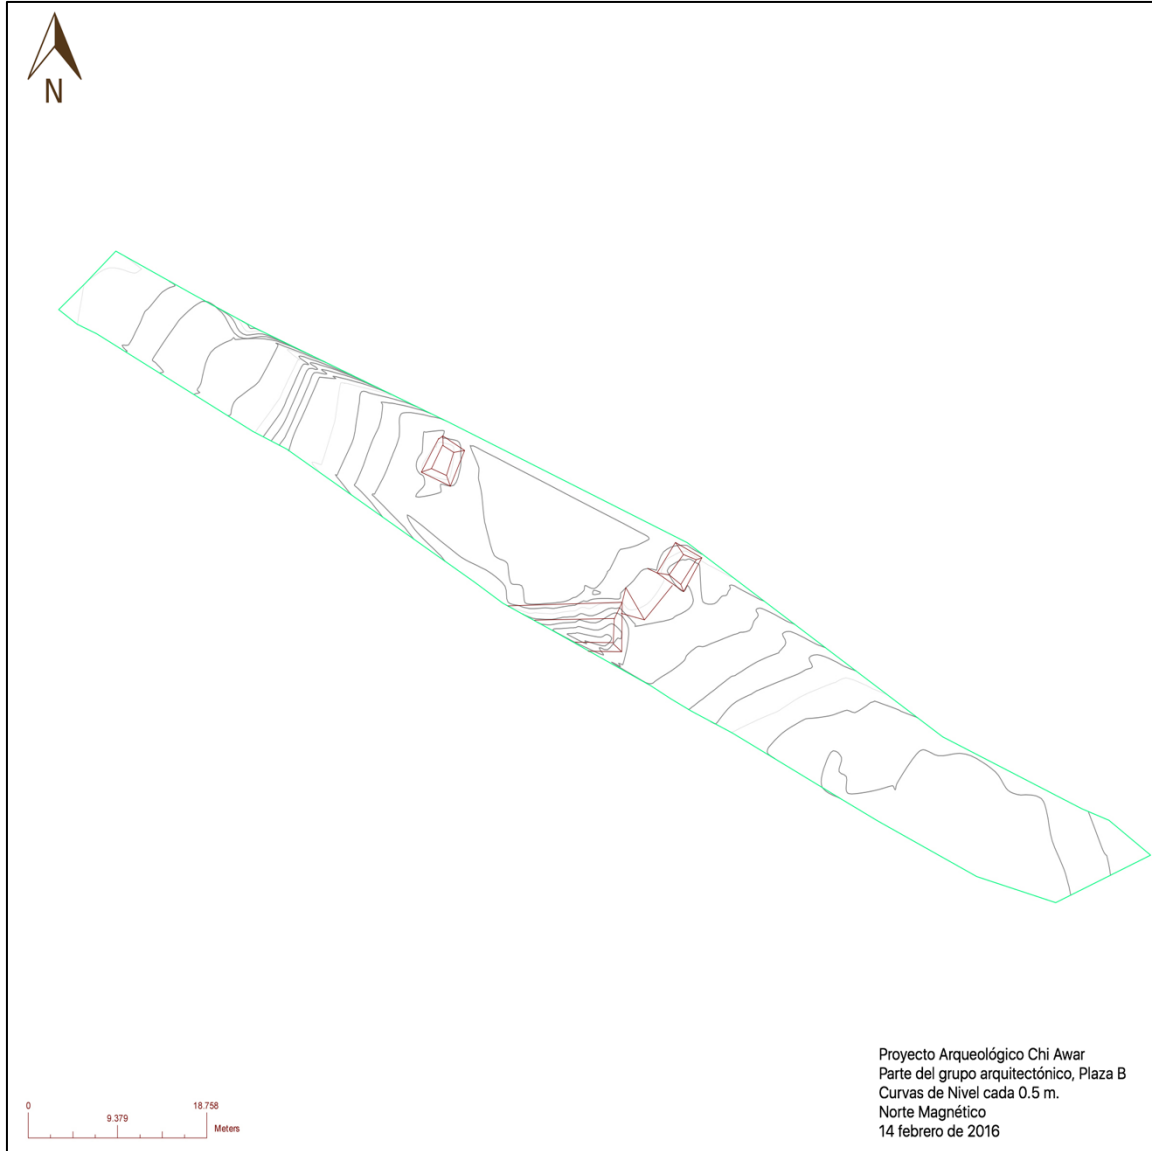 N
Proyecto Arqueológico Chi Awar
Parte del grupo arquitectónico, Plaza B
Curvas de Nivel cada 0.5 m.
Norte Magnético
14 febrero de 2016
0
9.379
18.758
Meters